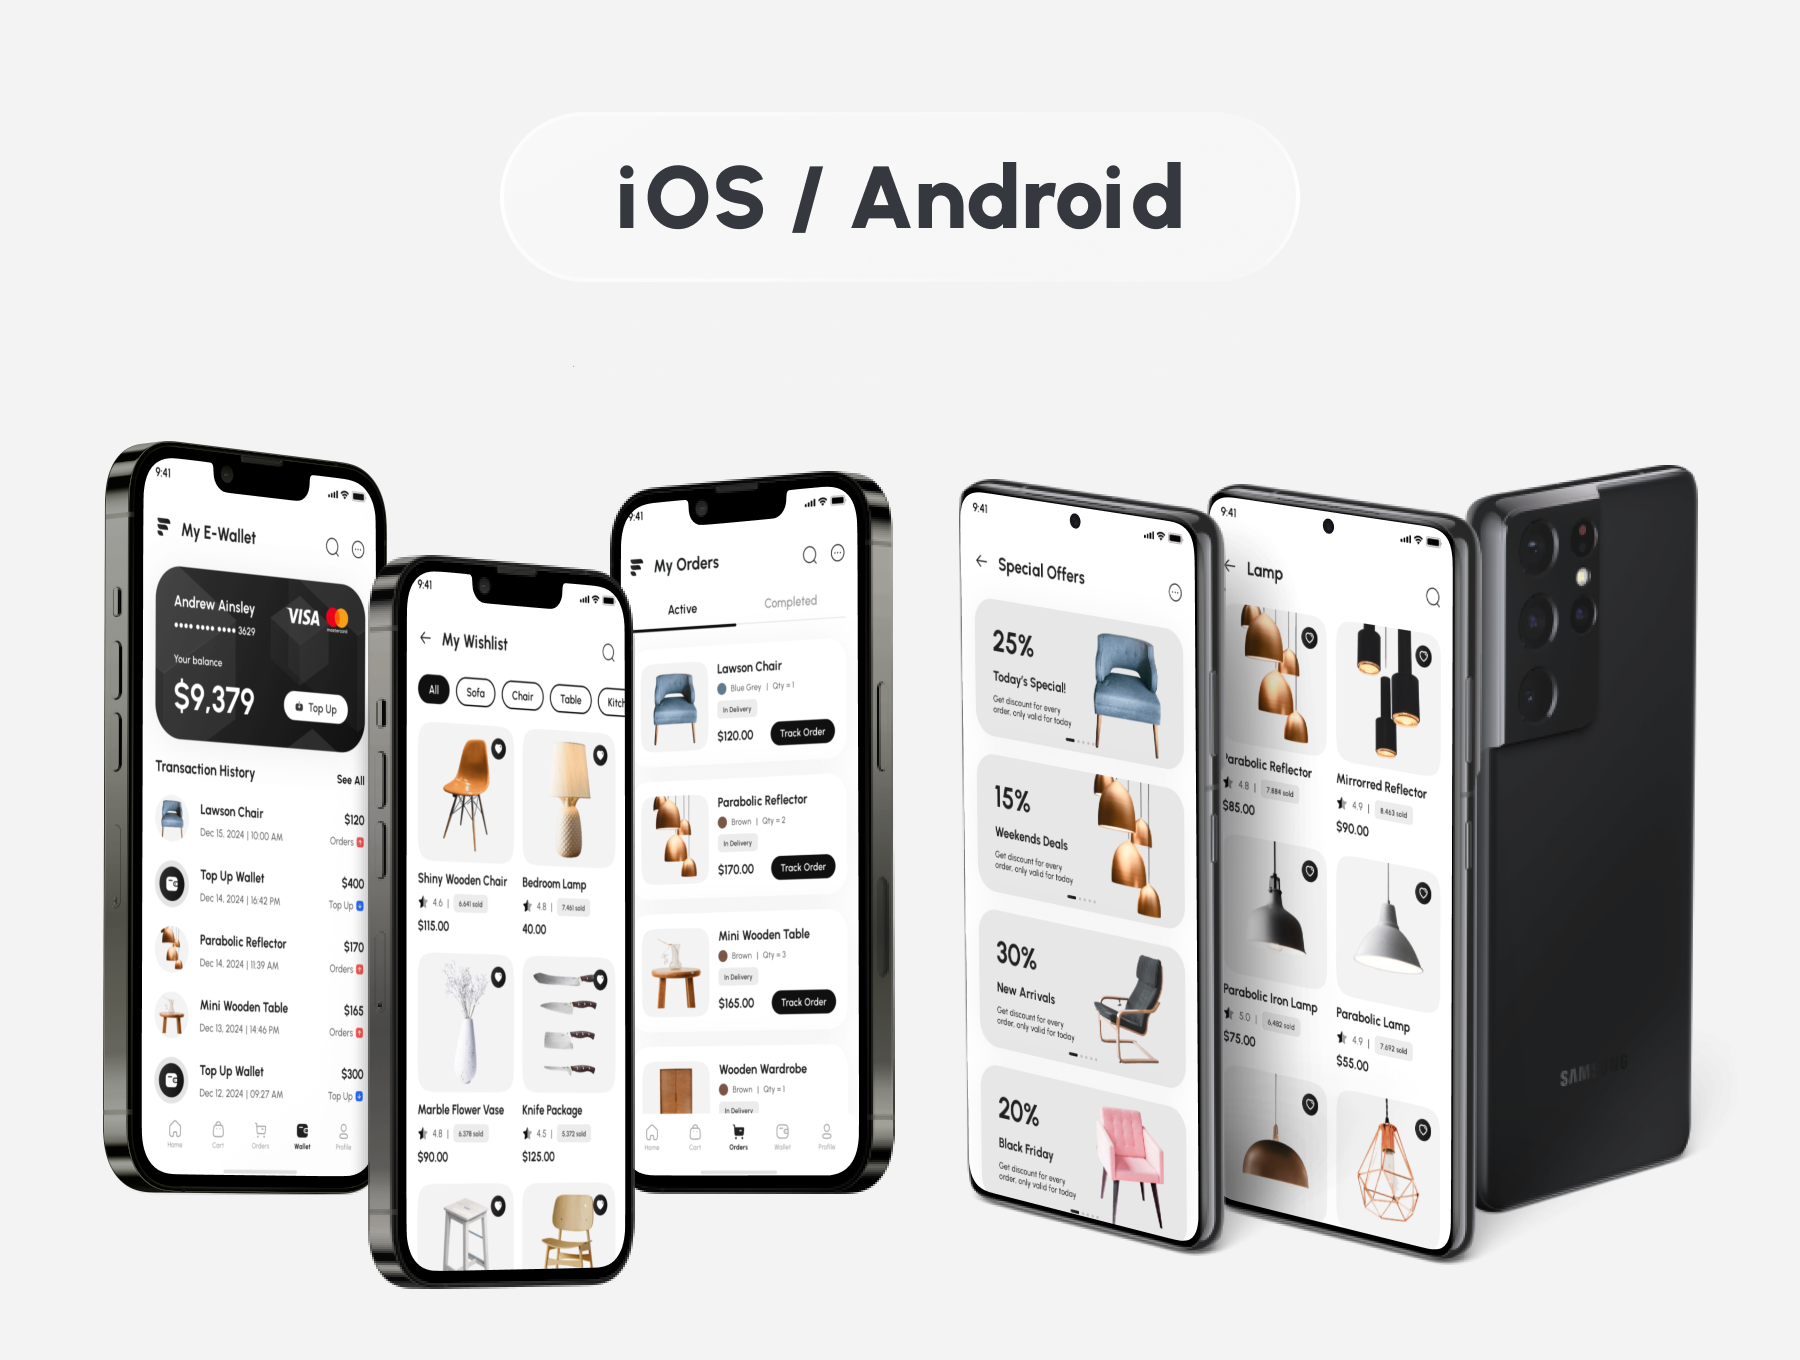 iOS / Android
9:41
My E-Wallet
Andrew Ainsley
VISA
mastercard
•••• •••• •••• 3629
Your balance
$9,379
Top Up
Transaction History
See All
Lawson Chair
$120
Dec 15, 2024 | 10:00 AM
Orders
Top Up Wallet
$400
Dec 14, 2024 | 16:42 PM
Top Up
Parabolic Reflector
$170
Dec 14, 2024 | 11:39 AM
Orders
Mini Wooden Table
$165
Dec 13, 2024 | 14:46 PM
Orders
Top Up Wallet
$300
Dec 12, 2024 | 09:27 AM
Top Up
Home Cart Orders Wallet Profile
9:41
My Wishlist
All Sofa Chair Table Kitch
Shiny Wooden Chair
4.6 | 6.641 sold
$115.00
Bedroom Lamp
4.8 | 7.461 sold
40.00
Marble Flower Vase
4.8 | 6.378 sold
$90.00
Knife Package
4.5 | 5.372 sold
$125.00
9:41
My Orders
Active Completed
Lawson Chair
Blue Grey | Qty = 1
In Delivery
$120.00 Track Order
Parabolic Reflector
Brown | Qty = 2
In Delivery
$170.00 Track Order
Mini Wooden Table
Brown | Qty = 3
In Delivery
$165.00 Track Order
Wooden Wardrobe
Brown | Qty = 1
In Delivery
Home Cart Orders Wallet Profile
9:41
Special Offers
25%
Today's Special!
Get discount for every
order, only valid for today
15%
Weekends Deals
Get discount for every
order, only valid for today
30%
New Arrivals
Get discount for every
order, only valid for today
20%
Black Friday
Get discount for every
order, only valid for today
9:41
Lamp
Parabolic Reflector
4.8 | 7.884 sold
$85.00
Mirrorred Reflector
4.9 | 8.463 sold
$90.00
Parabolic Iron Lamp
5.0 | 6.482 sold
$75.00
Parabolic Lamp
4.9 | 7.692 sold
$55.00
SAMSUNG